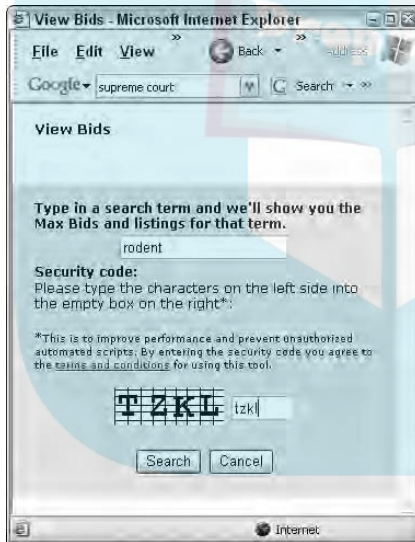 View Bids - Microsoft Internet Explorer
File Edit View » Back » Address
Google supreme court Search »
View Bids
Type in a search term and we'll show you the
Max Bids and listings for that term.
rodent
Security code:
Please type the characters on the left side into
the empty box on the right*:
*This is to improve performance and prevent unauthorized
automated scripts. By entering the security code you agree to
the terms and conditions for using this tool.
TZKL tzkl
Search Cancel
Internet